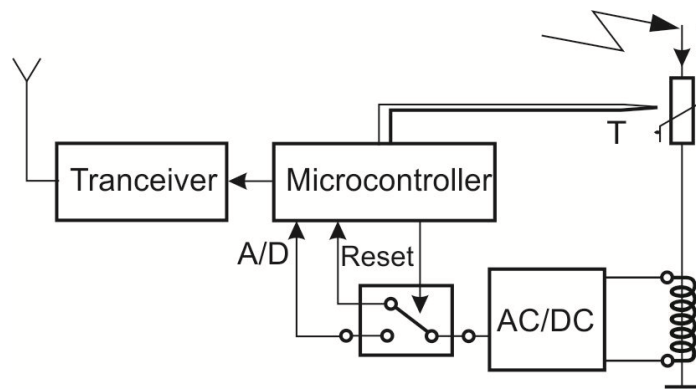 T
Tranceiver
Microcontroller
A/D
Reset
AC/DC